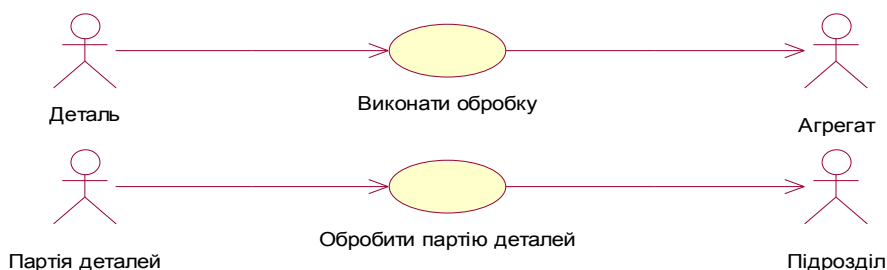 Деталь
Виконати обробку
Агрегат
Партія деталей
Обробити партію деталей
Підрозділ